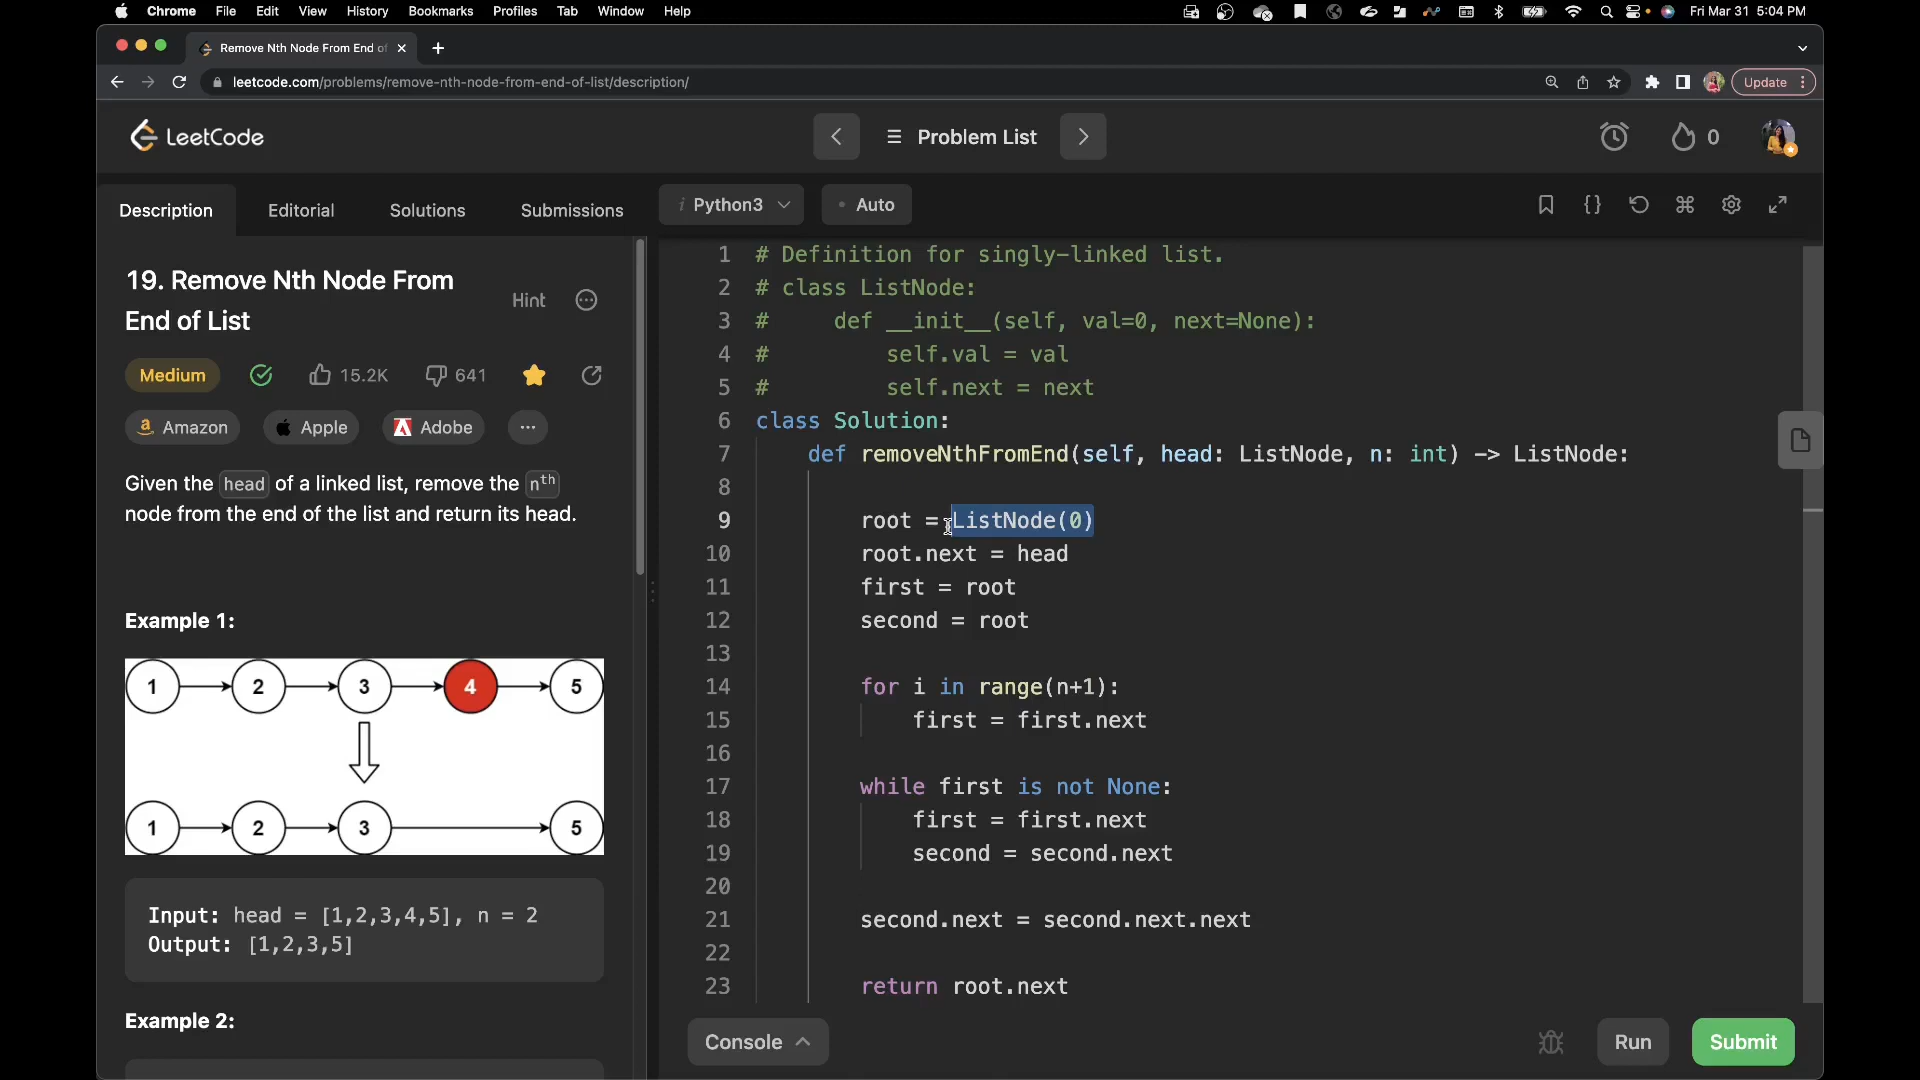 Chrome File Edit View History Bookmarks Profiles Tab Window Help Fri Mar 31 5:04 PM
Remove Nth Node From End of
leetcode.com/problems/remove-nth-node-from-end-of-list/description/ Update
LeetCode Problem List 0
Description Editorial Solutions Submissions
i Python3 • Auto
19. Remove Nth Node From
End of List
Hint
Medium 15.2K 641
Amazon Apple Adobe ...
Given the head of a linked list, remove the nth
node from the end of the list and return its head.
Example 1:
1 2 3 4 5
1 2 3 5
Input: head = [1,2,3,4,5], n = 2
Output: [1,2,3,5]
Example 2:
1 # Definition for singly-linked list.
2 # class ListNode:
3 #     def __init__(self, val=0, next=None):
4 #         self.val = val
5 #         self.next = next
6 class Solution:
7     def removeNthFromEnd(self, head: ListNode, n: int) -> ListNode:
8
9         root = ListNode(0)
10         root.next = head
11         first = root
12         second = root
13
14         for i in range(n+1):
15             first = first.next
16
17         while first is not None:
18             first = first.next
19             second = second.next
20
21         second.next = second.next.next
22
23         return root.next
Console Run Submit